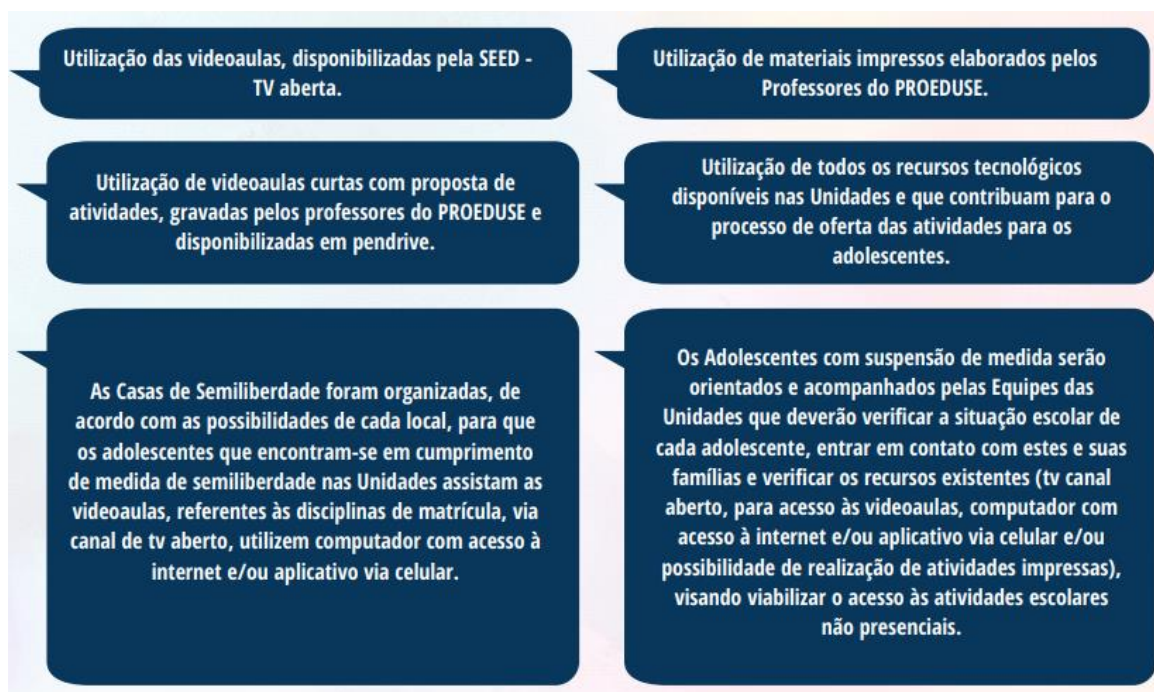 Utilização das videoaulas, disponibilizadas pela SEED -
TV aberta.
Utilização de materiais impressos elaborados pelos
Professores do PROEDUSE.
Utilização de videoaulas curtas com proposta de
atividades, gravadas pelos professores do PROEDUSE e
disponibilizadas em pendrive.
Utilização de todos os recursos tecnológicos
disponíveis nas Unidades e que contribuam para o
processo de oferta das atividades para os
adolescentes.
As Casas de Semiliberdade foram organizadas, de
acordo com as possibilidades de cada local, para que
os adolescentes que encontram-se em cumprimento
de medida de semiliberdade nas Unidades assistam as
videoaulas, referentes às disciplinas de matrícula, via
canal de tv aberto, utilizem computador com acesso à
internet e/ou aplicativo via celular.
Os Adolescentes com suspensão de medida serão
orientados e acompanhados pelas Equipes das
Unidades que deverão verificar a situação escolar de
cada adolescente, entrar em contato com estes e suas
famílias e verificar os recursos existentes (tv canal
aberto, para acesso às videoaulas, computador com
acesso à internet e/ou aplicativo via celular e/ou
possibilidade de realização de atividades impressas),
visando viabilizar o acesso às atividades escolares
não presenciais.